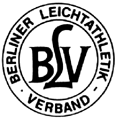 BERLINER LEICHTATHLETIK
- VERBAND -
BLV